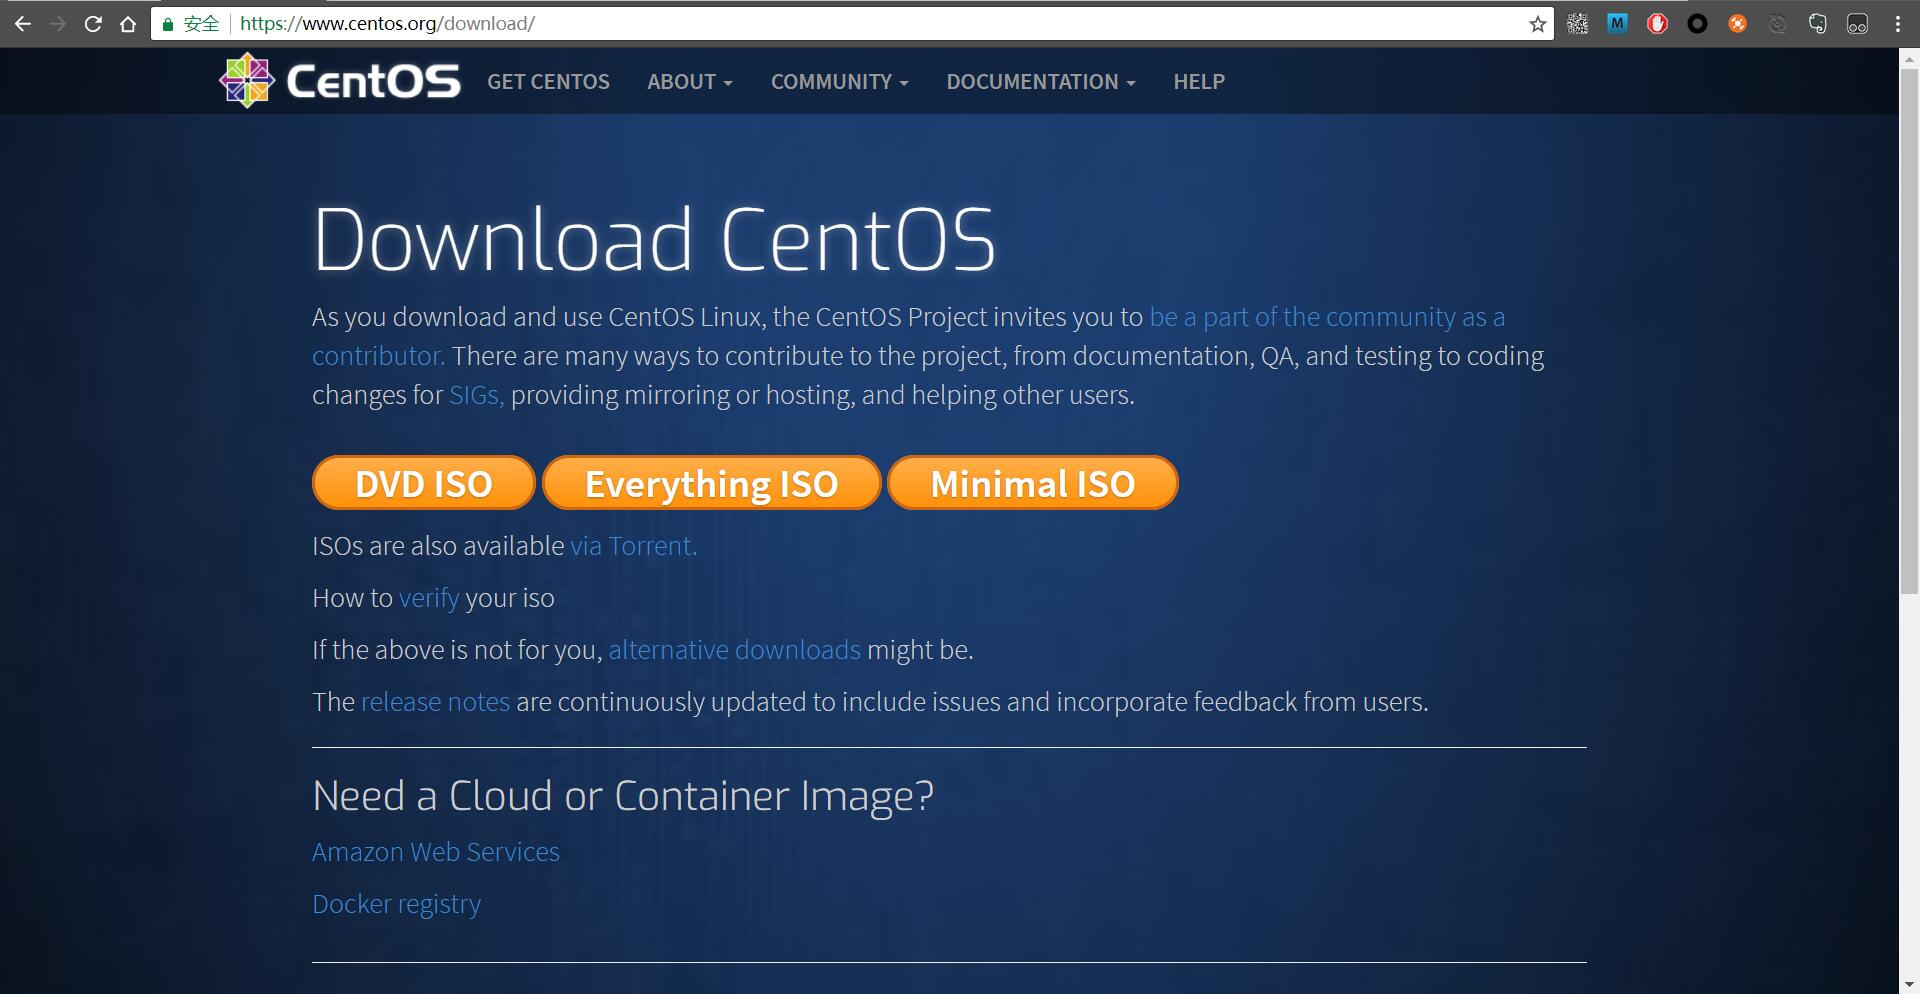 安全 https://www.centos.org/download/
M
CentOS GET CENTOS ABOUT COMMUNITY DOCUMENTATION HELP
Download CentOS
As you download and use CentOS Linux, the CentOS Project invites you to be a part of the community as a
contributor. There are many ways to contribute to the project, from documentation, QA, and testing to coding
changes for SIGs, providing mirroring or hosting, and helping other users.
DVD ISO Everything ISO Minimal ISO
ISOs are also available via Torrent.
How to verify your iso
If the above is not for you, alternative downloads might be.
The release notes are continuously updated to include issues and incorporate feedback from users.
Need a Cloud or Container Image?
Amazon Web Services
Docker registry